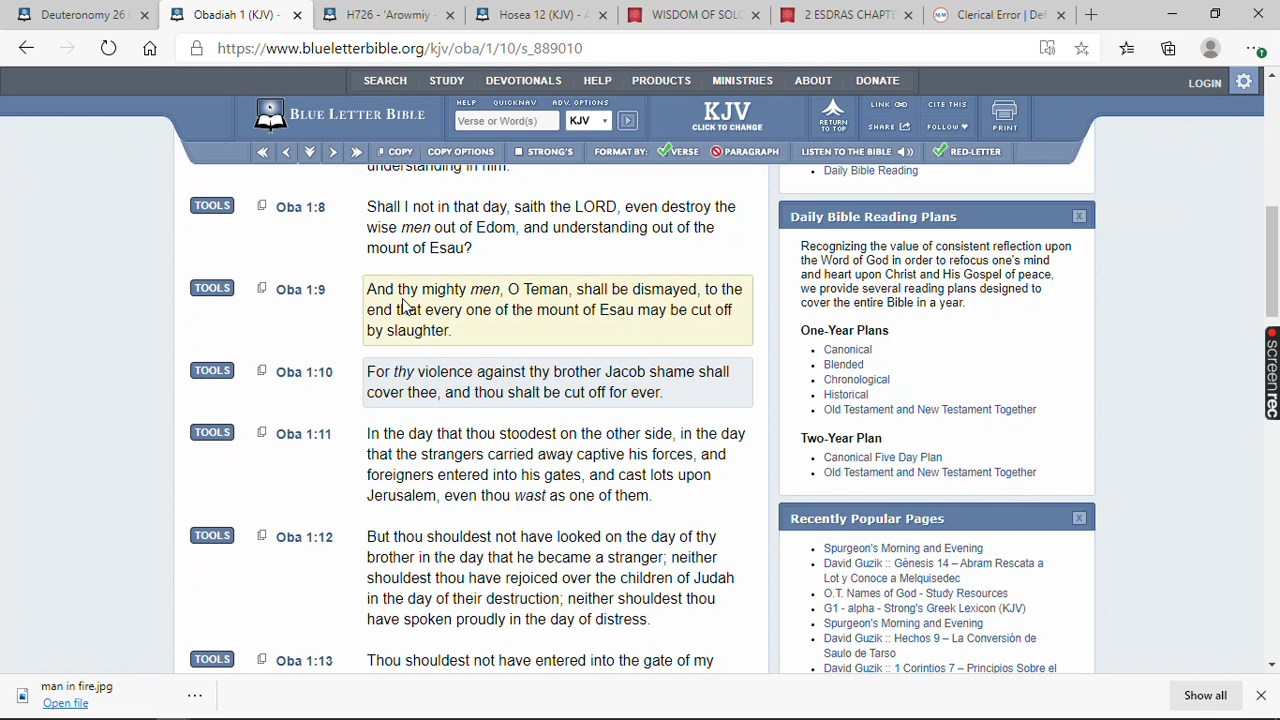 Deuteronomy 26
Obadiah 1 (KJV) -
H726 - 'Arowmiy -
Hosea 12 (KJV) - A
WISDOM OF SOLO
2 ESDRAS CHAPTE
Clerical Error | Def
https://www.blueletterbible.org/kjv/oba/1/10/s_889010
SEARCH STUDY DEVOTIONALS HELP PRODUCTS MINISTRIES ABOUT DONATE LOGIN
BLUE LETTER BIBLE
HELP QUICKNAV ADV. OPTIONS
Verse or Word(s) KJV
KJV
CLICK TO CHANGE
RETURN
TO TOP
LINK CITE THIS
SHARE FOLLOW
PRINT
COPY COPY OPTIONS STRONG'S FORMAT BY: VERSE PARAGRAPH LISTEN TO THE BIBLE RED-LETTER
understanding in him.
TOOLS Oba 1:8 Shall I not in that day, saith the LORD, even destroy the
wise men out of Edom, and understanding out of the
mount of Esau?
TOOLS Oba 1:9 And thy mighty men, O Teman, shall be dismayed, to the
end that every one of the mount of Esau may be cut off
by slaughter.
TOOLS Oba 1:10 For thy violence against thy brother Jacob shame shall
cover thee, and thou shalt be cut off for ever.
TOOLS Oba 1:11 In the day that thou stoodest on the other side, in the day
that the strangers carried away captive his forces, and
foreigners entered into his gates, and cast lots upon
Jerusalem, even thou wast as one of them.
TOOLS Oba 1:12 But thou shouldest not have looked on the day of thy
brother in the day that he became a stranger; neither
shouldest thou have rejoiced over the children of Judah
in the day of their destruction; neither shouldest thou
have spoken proudly in the day of distress.
TOOLS Oba 1:13 Thou shouldest not have entered into the gate of my
Daily Bible Reading
Daily Bible Reading Plans
Recognizing the value of consistent reflection upon
the Word of God in order to refocus one's mind
and heart upon Christ and His Gospel of peace,
we provide several reading plans designed to
cover the entire Bible in a year.
One-Year Plans
Canonical
Blended
Chronological
Historical
Old Testament and New Testament Together
Two-Year Plan
Canonical Five Day Plan
Old Testament and New Testament Together
Recently Popular Pages
Spurgeon's Morning and Evening
David Guzik :: Génesis 14 – Abram Rescata a
Lot y Conoce a Melquisedec
O.T. Names of God - Study Resources
G1 - alpha - Strong's Greek Lexicon (KJV)
Spurgeon's Morning and Evening
David Guzik :: Hechos 9 – La Conversión de
Saulo de Tarso
David Guzik :: 1 Corintios 7 – Principios Sobre el
screenrec
man in fire.jpg
Open file
Show all